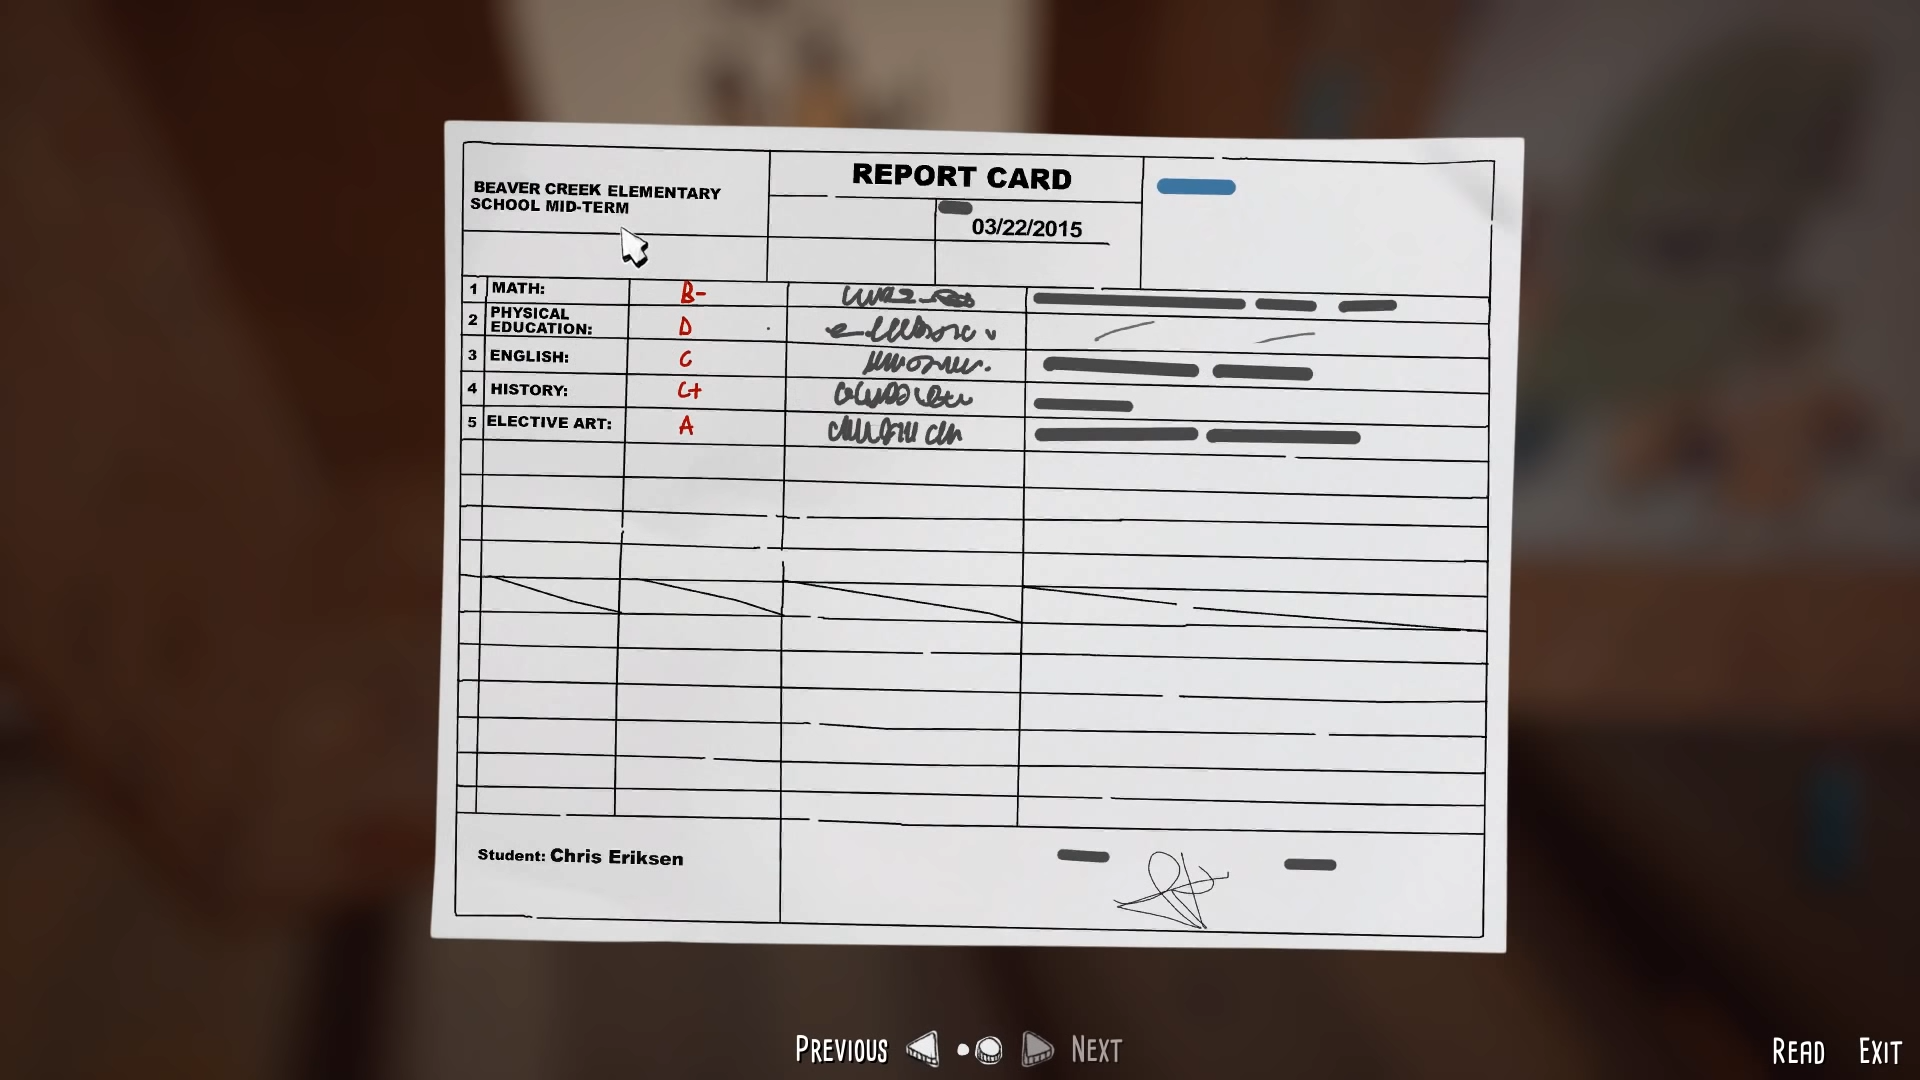 REPORT CARD
BEAVER CREEK ELEMENTARY
SCHOOL MID-TERM
03/22/2015
1 MATH: B-
2 PHYSICAL
EDUCATION: D
3 ENGLISH: C
4 HISTORY: C+
5 ELECTIVE ART: A
Student: Chris Eriksen
PREVIOUS NEXT
READ EXIT